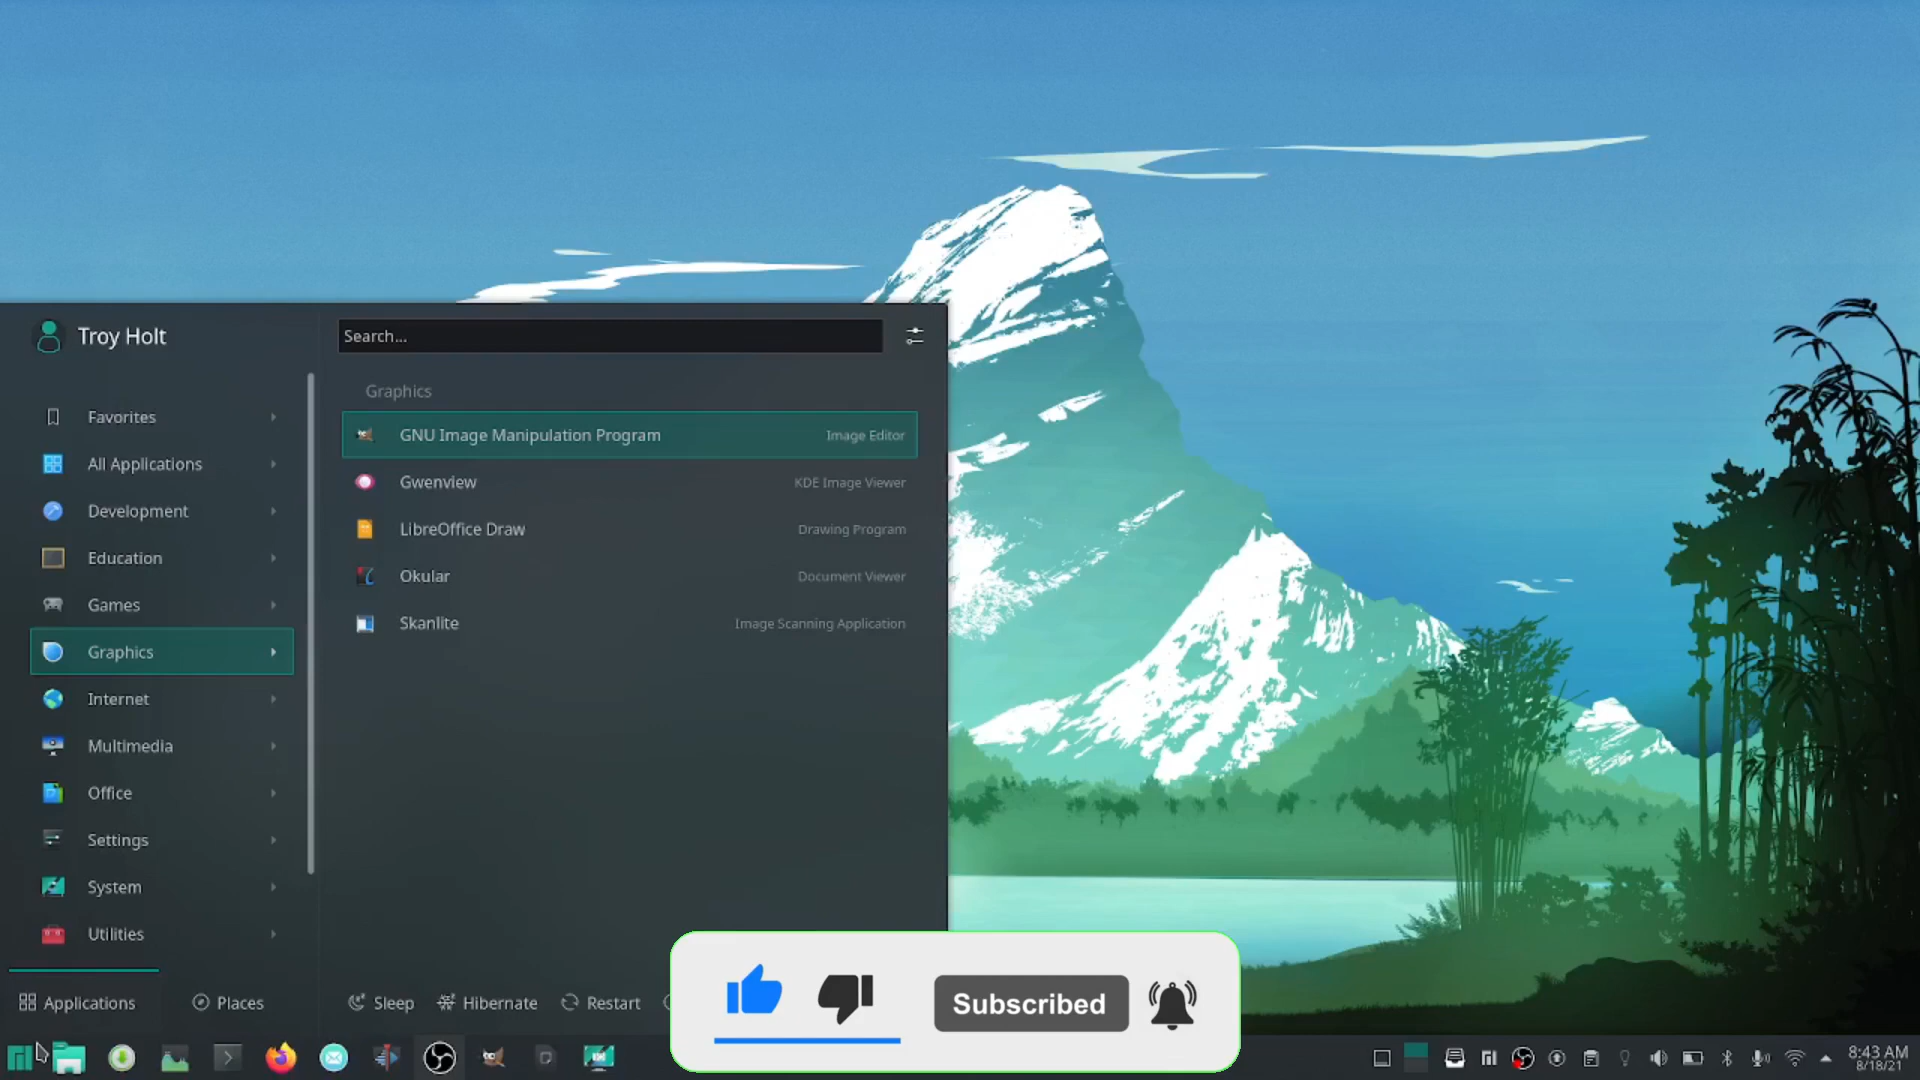 Troy Holt
Search...
Graphics
Favorites
All Applications
Development
Education
Games
Graphics
Internet
Multimedia
Office
Settings
System
Utilities
GNU Image Manipulation Program Image Editor
Gwenview KDE Image Viewer
LibreOffice Draw Drawing Program
Okular Document Viewer
Skanlite Image Scanning Application
Applications
Places
Sleep
Hibernate
Restart
Subscribed
8:43 AM
8/18/21